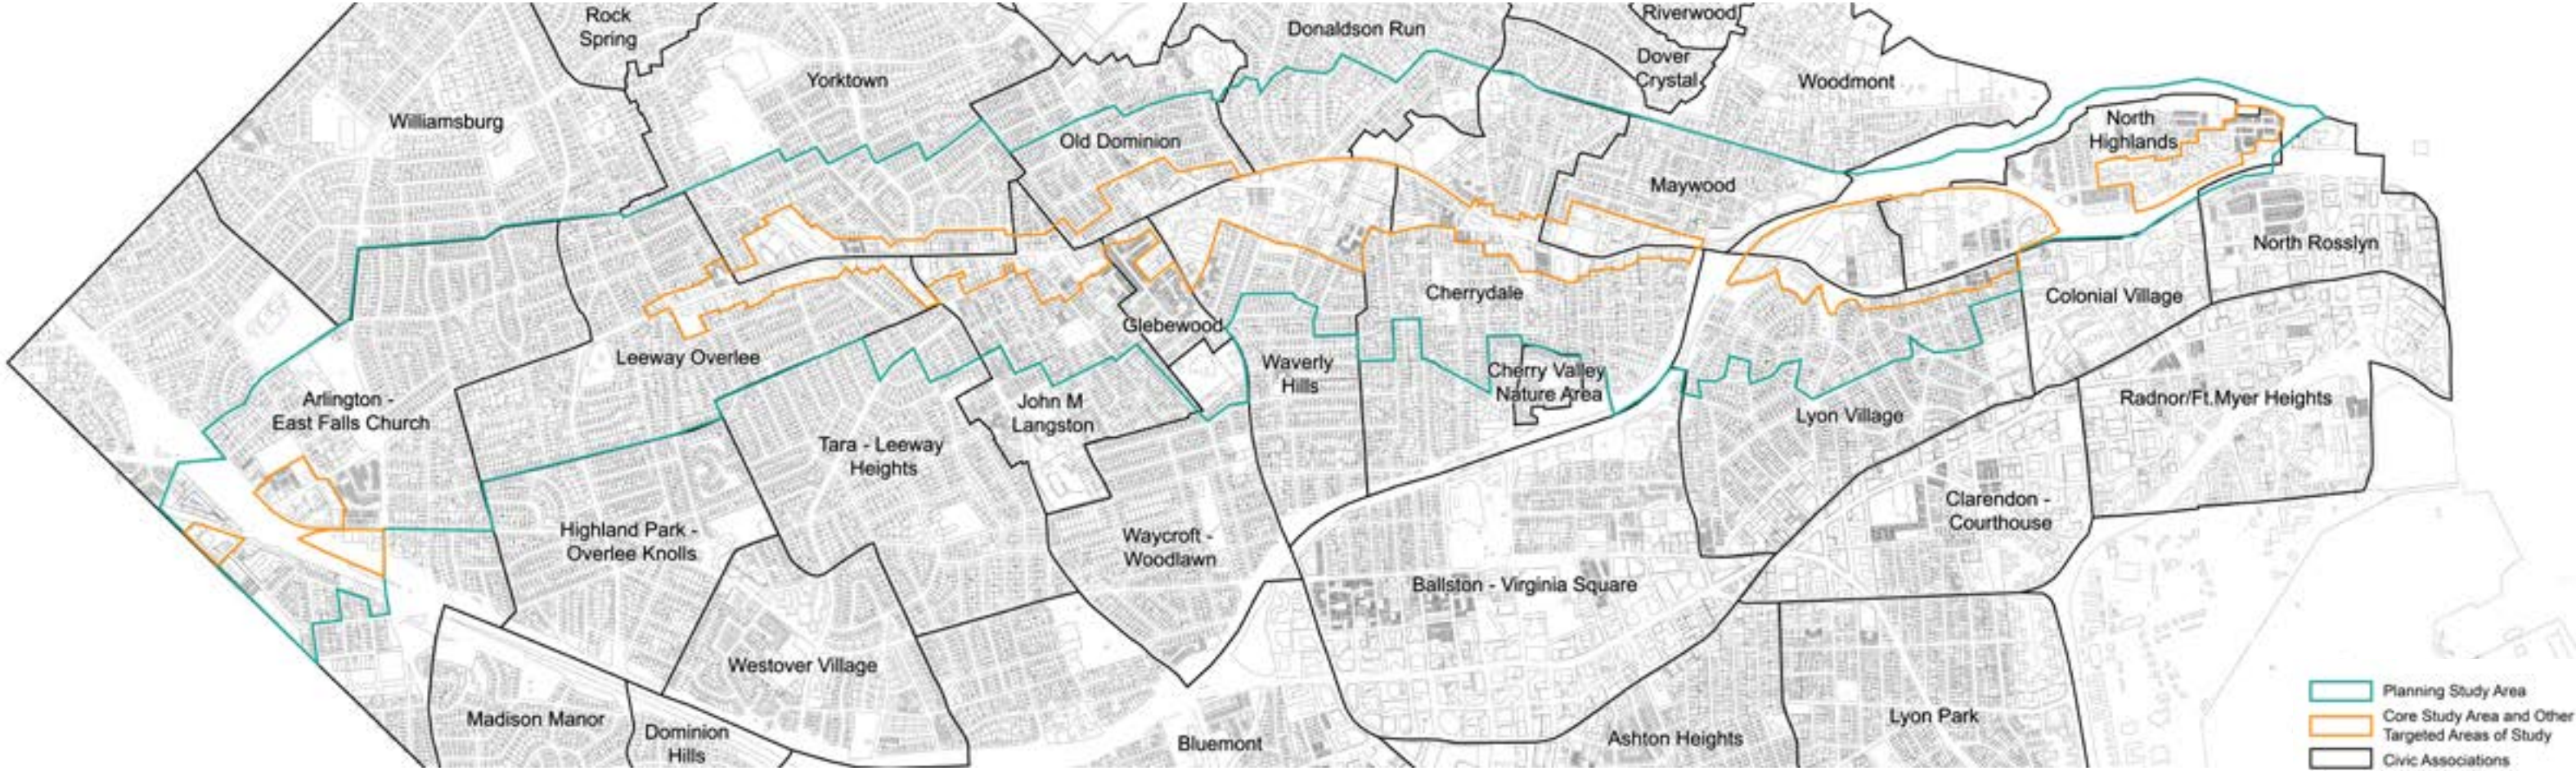 Rock
Spring
Donaldson Run
Riverwood
Dover
Crystal
Woodmont
Yorktown
Williamsburg
Old Dominion
North
Highlands
Maywood
North Rosslyn
Cherrydale
Colonial Village
Glebewood
Leeway Overlee
Waverly
Hills
Cherry Valley
Nature Area
Arlington -
East Falls Church
John M
Langston
Lyon Village
Radnor/Ft.Myer Heights
Tara - Leeway
Heights
Highland Park -
Overlee Knolls
Waycroft -
Woodlawn
Clarendon -
Courthouse
Ballston - Virginia Square
Westover Village
Madison Manor
Dominion
Hills
Bluemont
Ashton Heights
Lyon Park
Planning Study Area
Core Study Area and Other
Targeted Areas of Study
Civic Associations